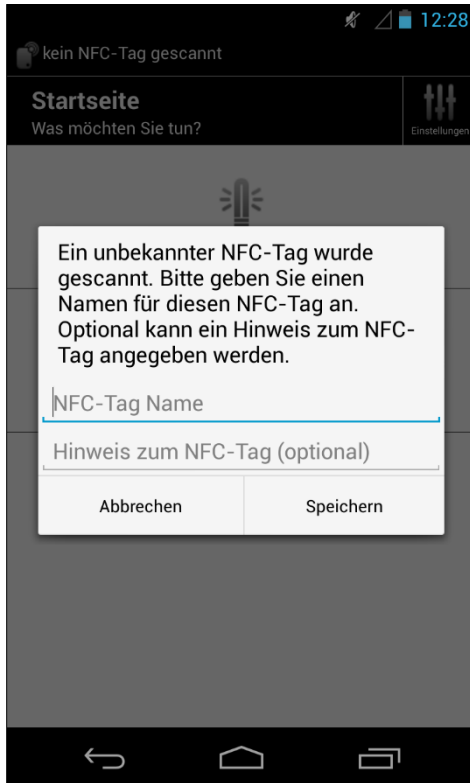 12:28
kein NFC-Tag gescannt
Startseite
Was möchten Sie tun?
Einstellungen
Ein unbekannter NFC-Tag wurde
gescannt. Bitte geben Sie einen
Namen für diesen NFC-Tag an.
Optional kann ein Hinweis zum NFC-
Tag angegeben werden.
NFC-Tag Name
Hinweis zum NFC-Tag (optional)
Abbrechen
Speichern